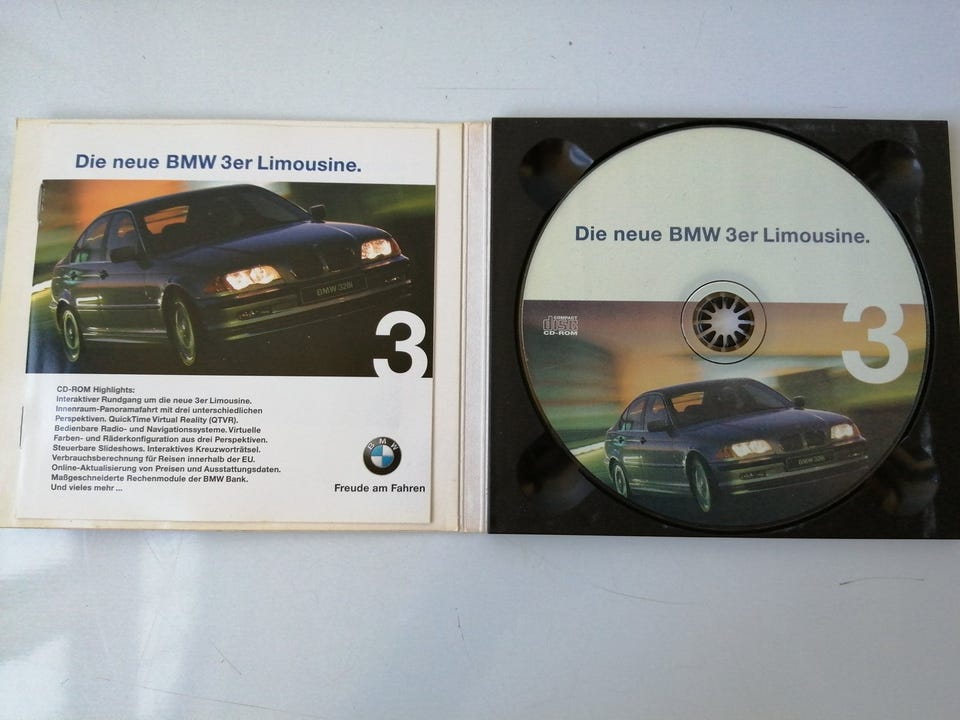 Die neue BMW 3er Limousine.
BMW 328i
3
CD-ROM Highlights:
Interaktiver Rundgang um die neue 3er Limousine.
Innenraum-Panoramafahrt mit drei unterschiedlichen
Perspektiven. QuickTime Virtual Reality (QTVR).
Bedienbare Radio- und Navigationssysteme. Virtuelle
Farben- und Räderkonfiguration aus drei Perspektiven.
Steuerbare Slideshows. Interaktives Kreuzworträtsel.
Verbrauchsberechnung für Reisen innerhalb der EU.
Online-Aktualisierung von Preisen und Ausstattungsdaten.
Maßgeschneiderte Rechenmodule der BMW Bank.
Und vieles mehr ...
BMW
Freude am Fahren
Die neue BMW 3er Limousine.
COMPACT
disc
CD-ROM
3
BMW 328i